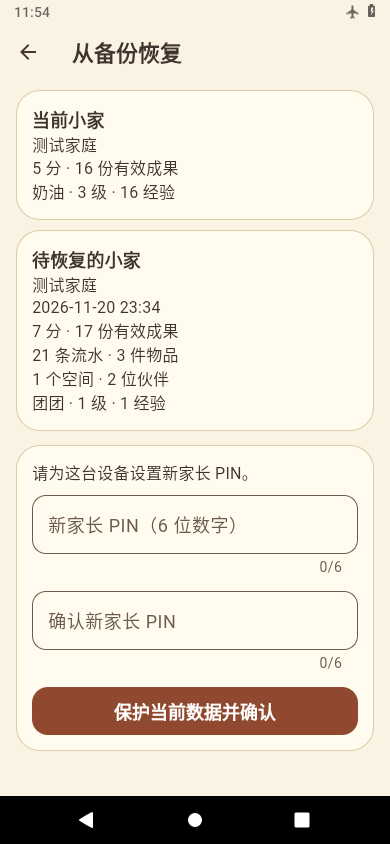 11:54
从备份恢复
当前小家
测试家庭
5 分 · 16 份有效成果
奶油 · 3 级 · 16 经验
待恢复的小家
测试家庭
2026-11-20 23:34
7 分 · 17 份有效成果
21 条流水 · 3 件物品
1 个空间 · 2 位伙伴
团团 · 1 级 · 1 经验
请为这台设备设置新家长 PIN。
新家长 PIN（6 位数字）
0/6
确认新家长 PIN
0/6
保护当前数据并确认